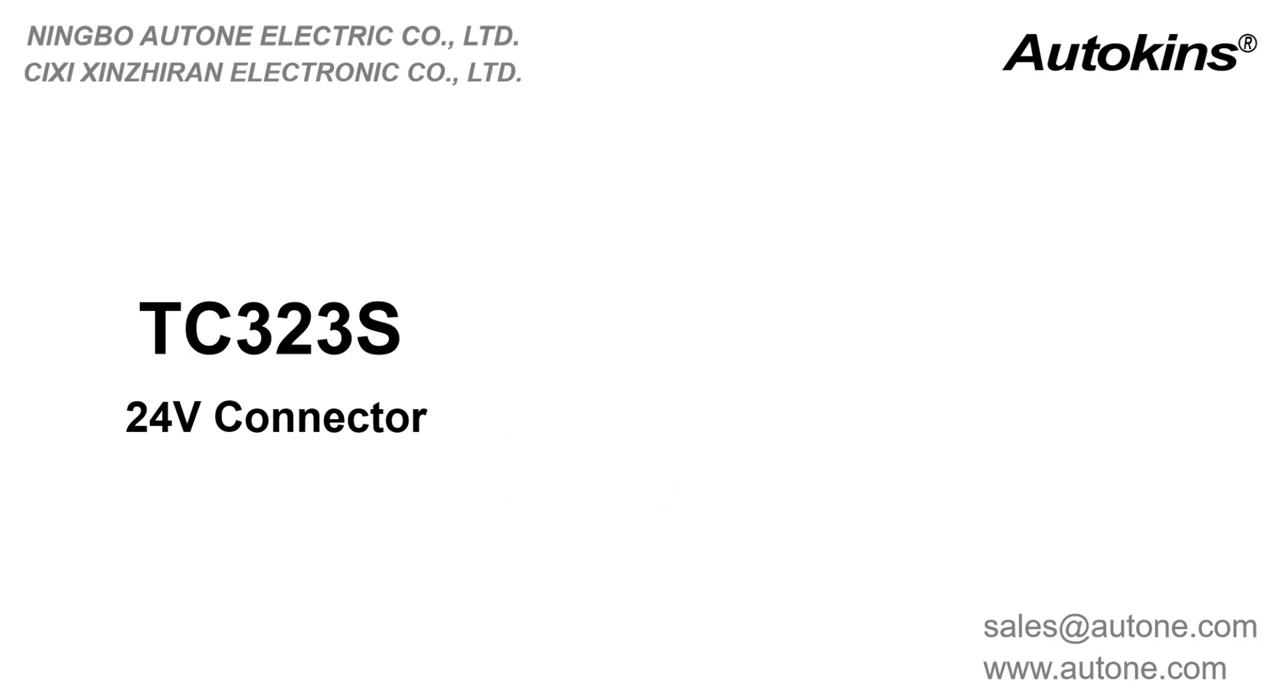 NINGBO AUTONE ELECTRIC CO., LTD.
CIXI XINZHIRAN ELECTRONIC CO., LTD.
Autokins®
TC323S
24V Connector
sales@autone.com
www.autone.com